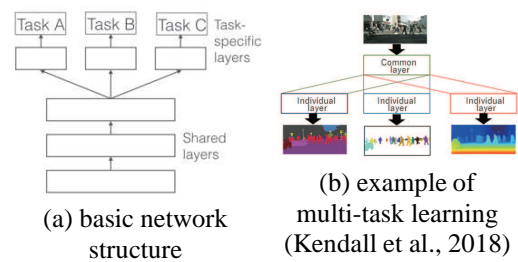 Task A Task B Task C Task-
specific
layers
Shared
layers
(a) basic network
structure
Common
layer
Individual
layer
Individual
layer
Individual
layer
(b) example of
multi-task learning
(Kendall et al., 2018)